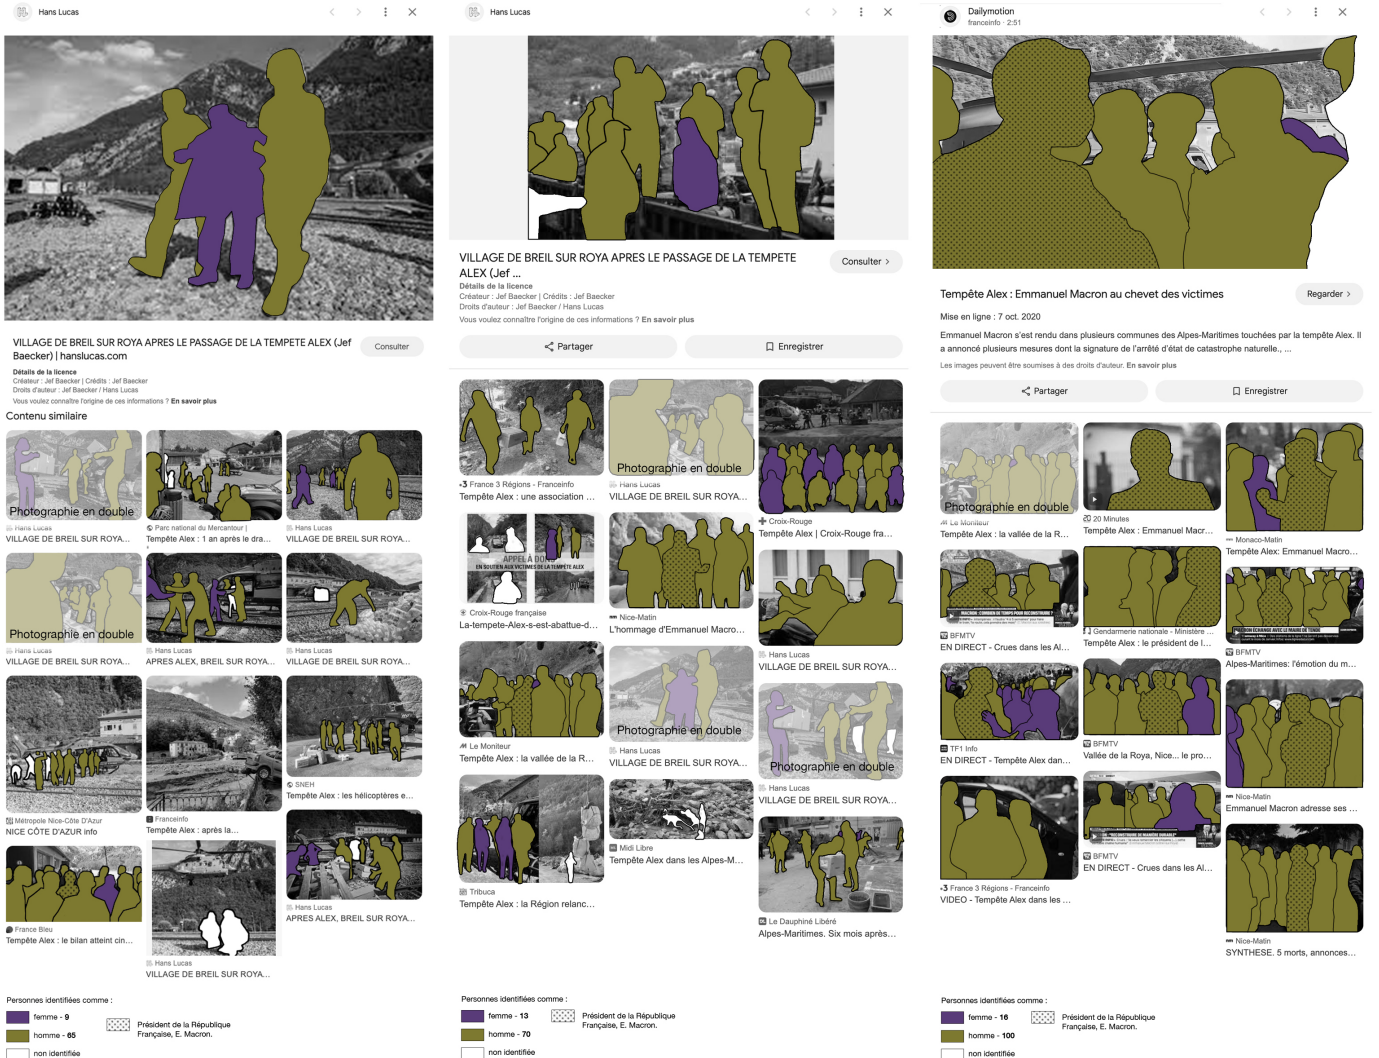 Hans Lucas
VILLAGE DE BREIL SUR ROYA APRES LE PASSAGE DE LA TEMPETE ALEX (Jef
Baecker) | hanslucas.com
Consulter
Détails de la licence
Créateur : Jef Baecker | Crédits : Jef Baecker
Droits d'auteur : Jef Baecker / Hans Lucas
Vous voulez connaître l'origine de ces informations ? En savoir plus
Contenu similaire
Photographie en double
Hans Lucas
VILLAGE DE BREIL SUR ROYA...
Parc national du Mercantour |
Tempête Alex : 1 an après le dra...
Hans Lucas
VILLAGE DE BREIL SUR ROYA...
Photographie en double
Hans Lucas
VILLAGE DE BREIL SUR ROYA...
Hans Lucas
APRES ALEX, BREIL SUR ROYA...
Hans Lucas
VILLAGE DE BREIL SUR ROYA...
Métropole Nice-Côte D'Azur
NICE CÔTE D'AZUR info
Franceinfo
Tempête Alex : après la...
SNEH
Tempête Alex : les hélicoptères e...
France Bleu
Tempête Alex : le bilan atteint cin...
Hans Lucas
VILLAGE DE BREIL SUR ROYA...
Hans Lucas
APRES ALEX, BREIL SUR ROYA...
Personnes identifiées comme :
femme - 9
homme - 65
non identifiée
Président de la République
Française, E. Macron.
Hans Lucas
VILLAGE DE BREIL SUR ROYA APRES LE PASSAGE DE LA TEMPETE
ALEX (Jef ...
Consulter >
Détails de la licence
Créateur : Jef Baecker | Crédits : Jef Baecker
Droits d'auteur : Jef Baecker / Hans Lucas
Vous voulez connaître l'origine de ces informations ? En savoir plus
Partager
Enregistrer
France 3 Régions - Franceinfo
Tempête Alex : une association ...
Photographie en double
Hans Lucas
VILLAGE DE BREIL SUR ROYA...
Croix-Rouge
Tempête Alex | Croix-Rouge fra...
APPEL À DONS
EN SOUTIEN AUX VICTIMES DE LA TEMPÊTE ALEX
Croix-Rouge française
La-tempete-Alex-s-est-abattue-d...
Nice-Matin
L'hommage d'Emmanuel Macro...
Hans Lucas
VILLAGE DE BREIL SUR ROYA...
Le Moniteur
Tempête Alex : la vallée de la R...
Photographie en double
Hans Lucas
VILLAGE DE BREIL SUR ROYA...
Photographie en double
Hans Lucas
VILLAGE DE BREIL SUR ROYA...
Tribuca
Tempête Alex : la Région relanc...
Midi Libre
Tempête Alex dans les Alpes-M...
Le Dauphiné Libéré
Alpes-Maritimes. Six mois après...
Personnes identifiées comme :
femme - 13
homme - 70
non identifiée
Président de la République
Française, E. Macron.
Dailymotion
franceinfo · 2:51
Tempête Alex : Emmanuel Macron au chevet des victimes
Regarder >
Mise en ligne : 7 oct. 2020
Emmanuel Macron s'est rendu dans plusieurs communes des Alpes-Maritimes touchées par la tempête Alex. Il
a annoncé plusieurs mesures dont la signature de l'arrêté d'état de catastrophe naturelle., ...
Les images peuvent être soumises à des droits d'auteur. En savoir plus
Partager
Enregistrer
Photographie en double
Le Moniteur
Tempête Alex : la vallée de la R...
20 Minutes
Tempête Alex : Emmanuel Macr...
Monaco-Matin
Tempête Alex: Emmanuel Macro...
MACRON : COMBIEN DE TEMPS POUR RECONSTRUIRE ?
BFMTV
EN DIRECT - Crues dans les Al...
Gendarmerie nationale - Ministère ...
Tempête Alex : le président de l...
MACRON ÉCHANGE AVEC LE MAIRE DE TENDE
BFMTV
Alpes-Maritimes: l'émotion du m...
TF1 Info
EN DIRECT - Tempête Alex dan...
BFMTV
Vallée de la Roya, Nice... le pro...
Nice-Matin
Emmanuel Macron adresse ses ...
France 3 Régions - Franceinfo
VIDEO - Tempête Alex dans les ...
"RECONSTRUIRE DE MANIÈRE DURABLE"
BFMTV
EN DIRECT - Crues dans les Al...
Nice-Matin
SYNTHESE. 5 morts, annonces...
Personnes identifiées comme :
femme - 16
homme - 100
non identifiée
Président de la République
Française, E. Macron.